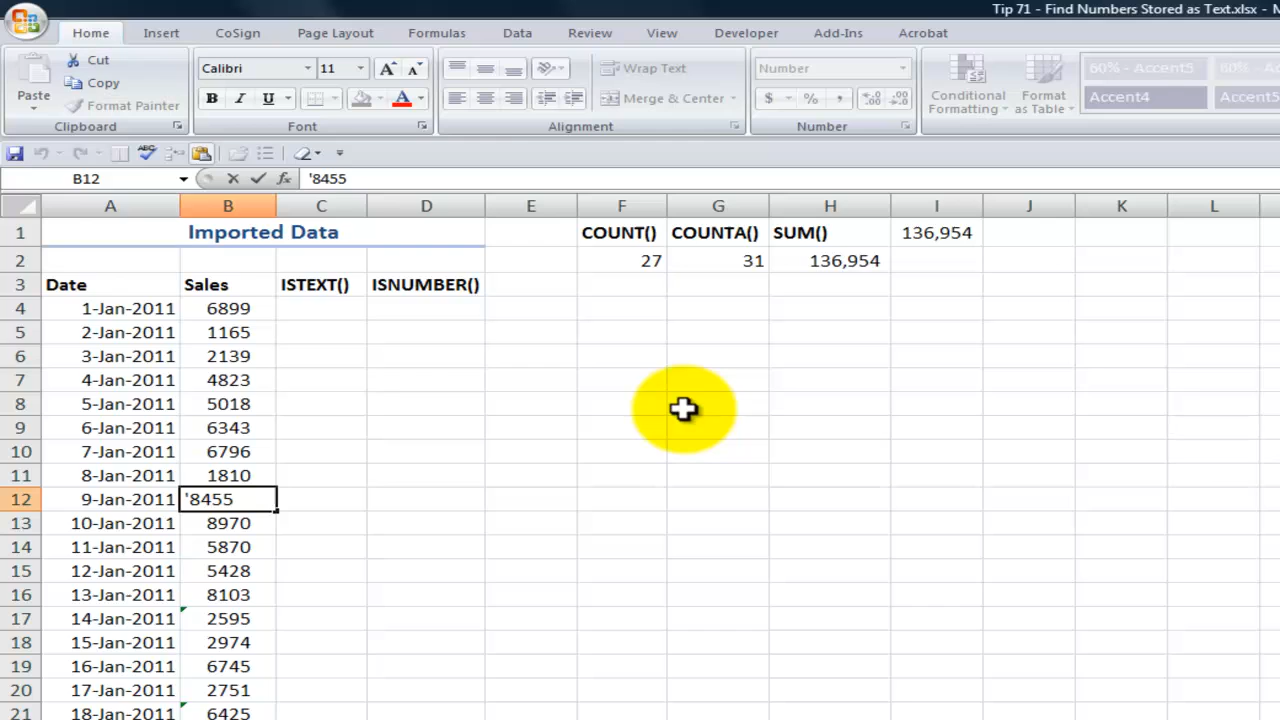 Tip 71 - Find Numbers Stored as Text.xlsx - M
Home Insert CoSign Page Layout Formulas Data Review View Developer Add-Ins Acrobat
Paste Cut Copy Format Painter
Calibri 11 B I U
Wrap Text
Merge & Center
Number
$ % ,
Conditional Formatting
Format as Table
60% - Accent5 60% - Acc
Accent4 Accent5
Clipboard Font Alignment Number
B12 fx '8455
A B C D E F G H I J K L
1 Imported Data COUNT() COUNTA() SUM() 136,954
2 27 31 136,954
3 Date Sales ISTEXT() ISNUMBER()
4 1-Jan-2011 6899
5 2-Jan-2011 1165
6 3-Jan-2011 2139
7 4-Jan-2011 4823
8 5-Jan-2011 5018
9 6-Jan-2011 6343
10 7-Jan-2011 6796
11 8-Jan-2011 1810
12 9-Jan-2011 '8455
13 10-Jan-2011 8970
14 11-Jan-2011 5870
15 12-Jan-2011 5428
16 13-Jan-2011 8103
17 14-Jan-2011 2595
18 15-Jan-2011 2974
19 16-Jan-2011 6745
20 17-Jan-2011 2751
21 18-Jan-2011 6425